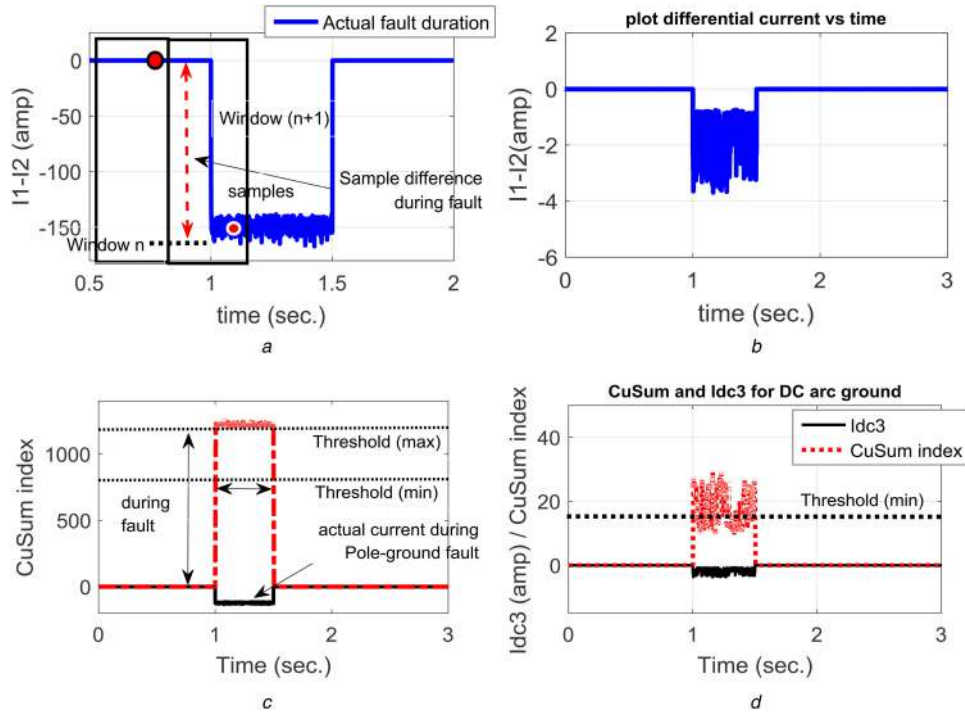 Actual fault duration
0
-50
-100
-150
I1-I2 (amp)
Window (n+1)
samples
Sample difference
during fault
Window n
0.5
1
1.5
2
time (sec.)
a
plot differential current vs time
2
0
-2
-4
-6
I1-I2(amp)
0
1
2
3
time (sec.)
b
1000
500
0
CuSum index
Threshold (max)
Threshold (min)
during
fault
actual current during
Pole-ground fault
0
1
2
3
Time (sec.)
c
CuSum and Idc3 for DC arc ground
Idc3
CuSum index
40
20
0
Idc3 (amp) / CuSum index
Threshold (min)
0
1
2
3
Time (sec.)
d